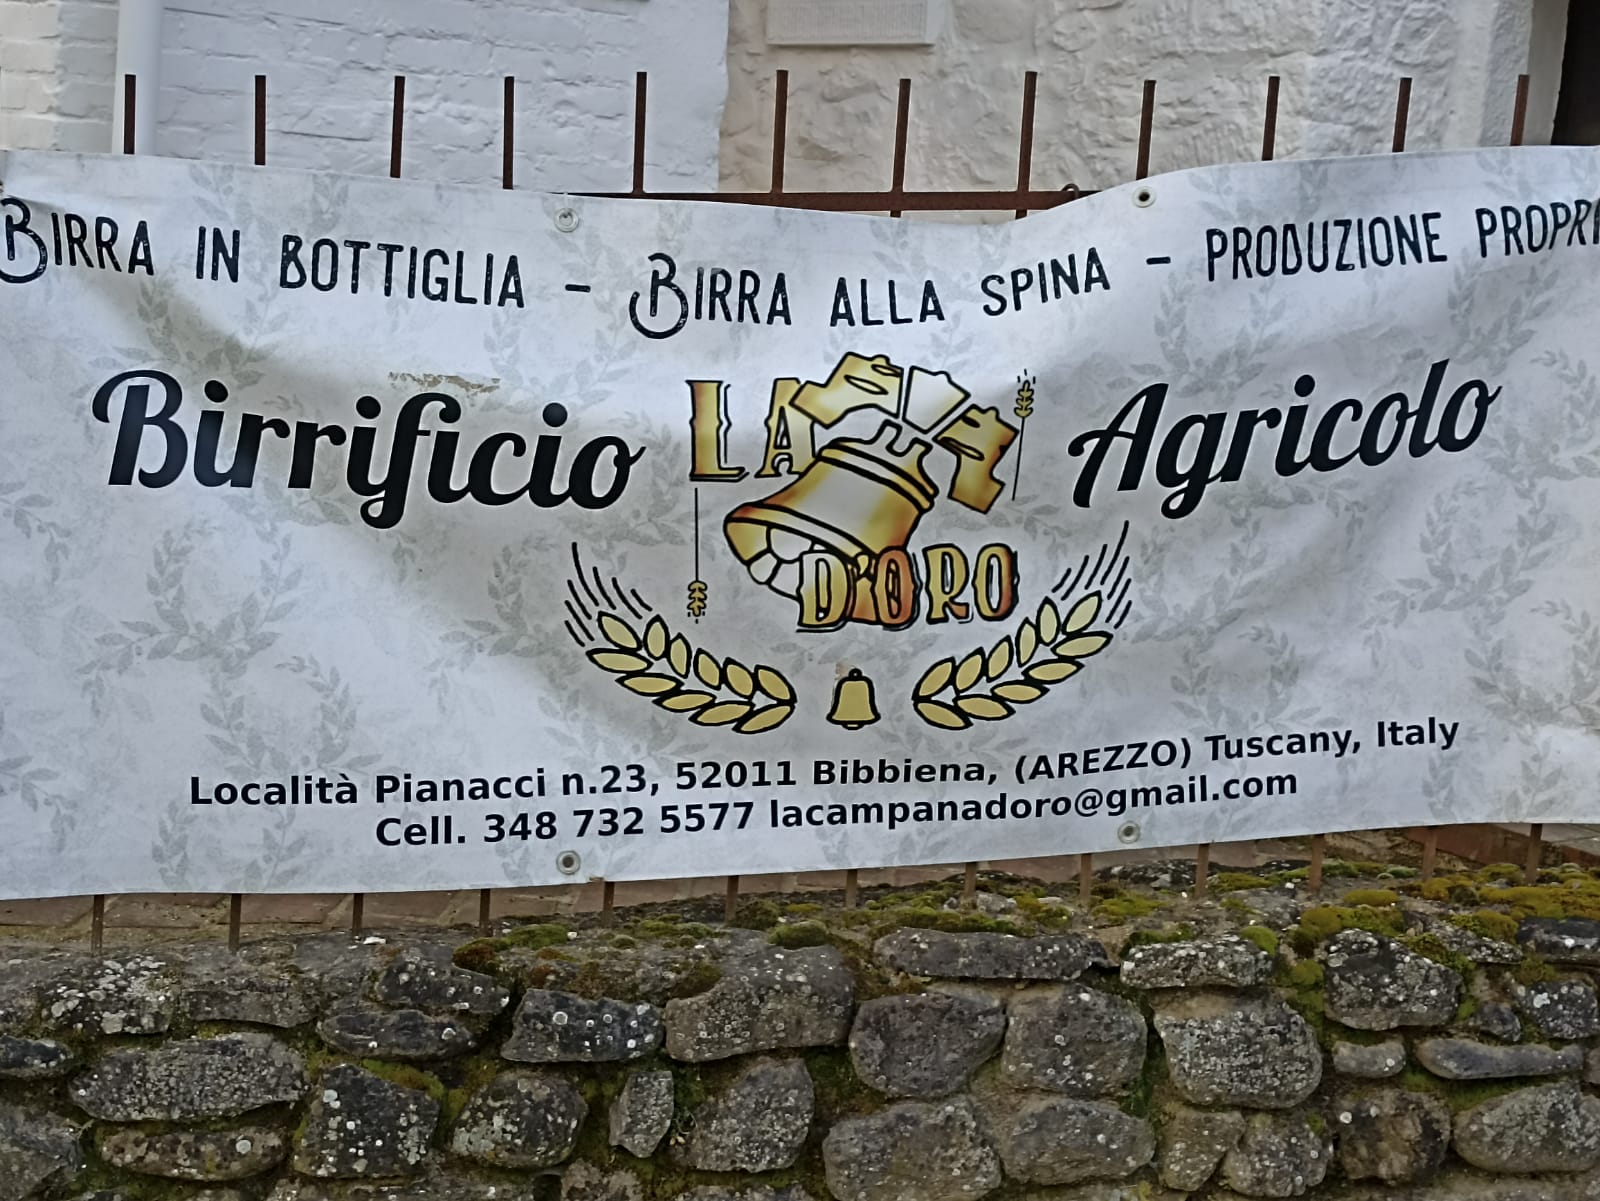 BIRRA IN BOTTIGLIA - BIRRA ALLA SPINA - PRODUZIONE PROPRI
Birrificio LA D'ORO Agricolo
Località Pianacci n.23, 52011 Bibbiena, (AREZZO) Tuscany, Italy
Cell. 348 732 5577 lacampanadoro@gmail.com